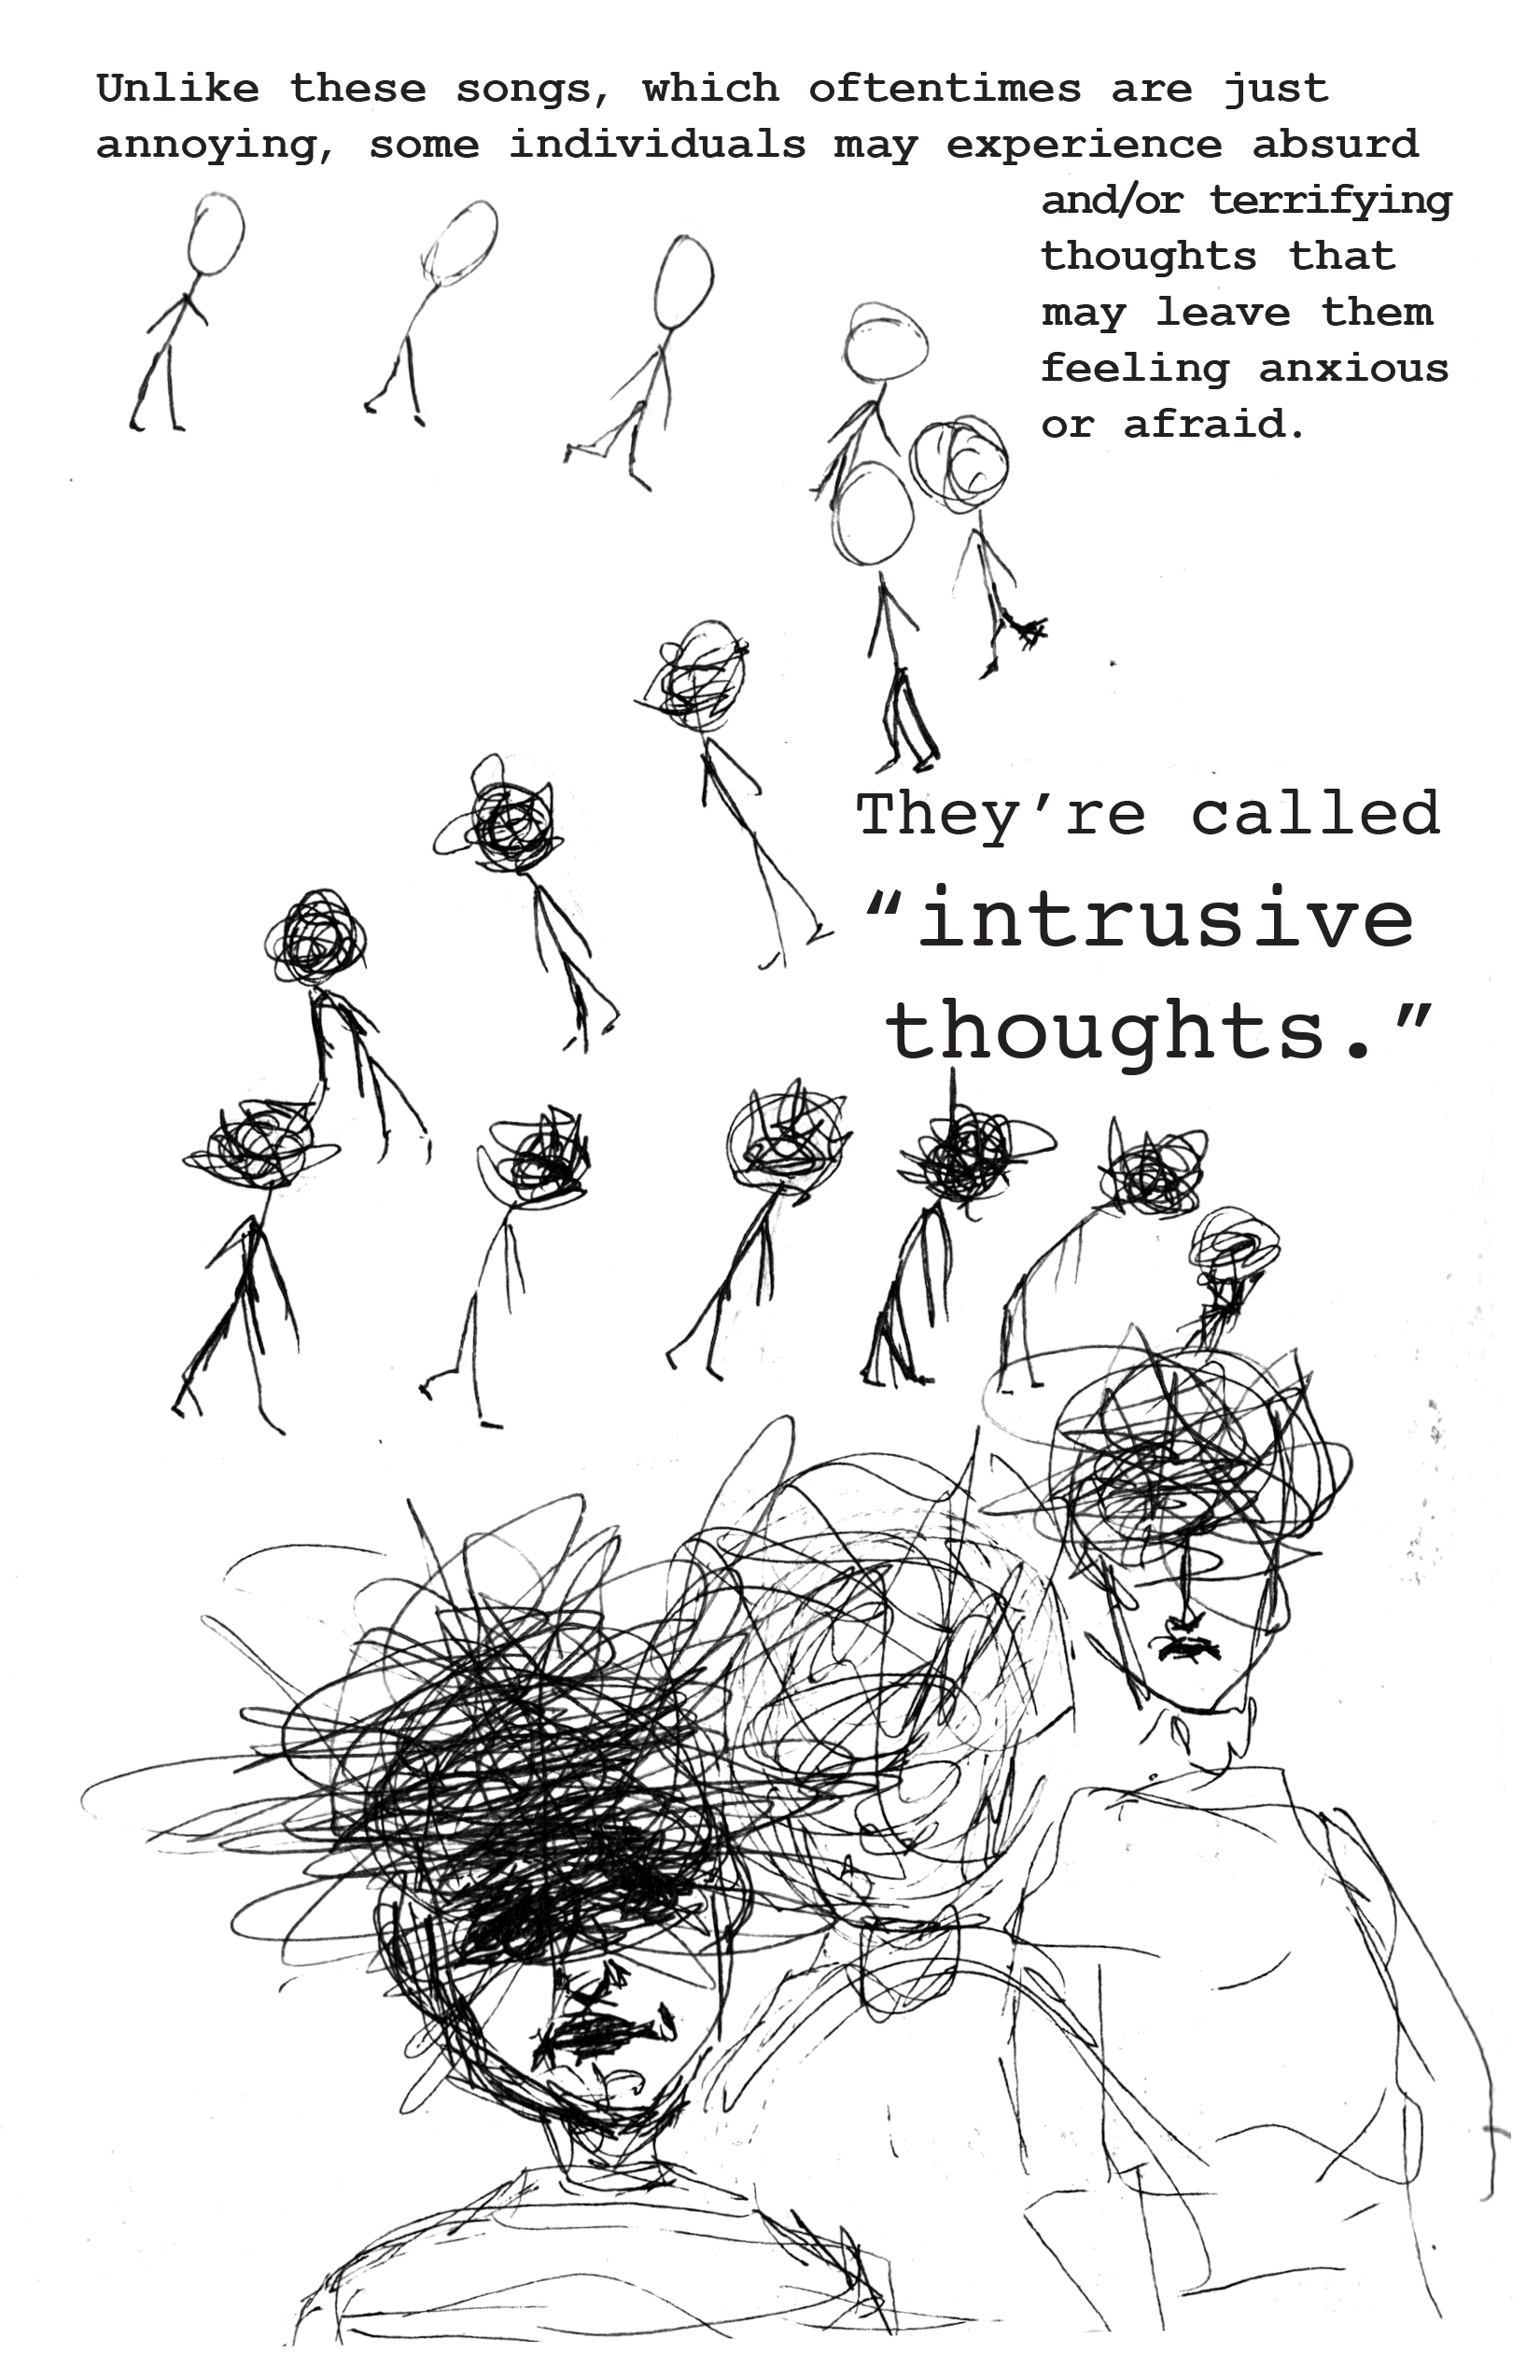 Unlike these songs, which oftentimes are just
annoying, some individuals may experience absurd
and/or terrifying
thoughts that
may leave them
feeling anxious
or afraid.
They’re called
“intrusive
thoughts.”